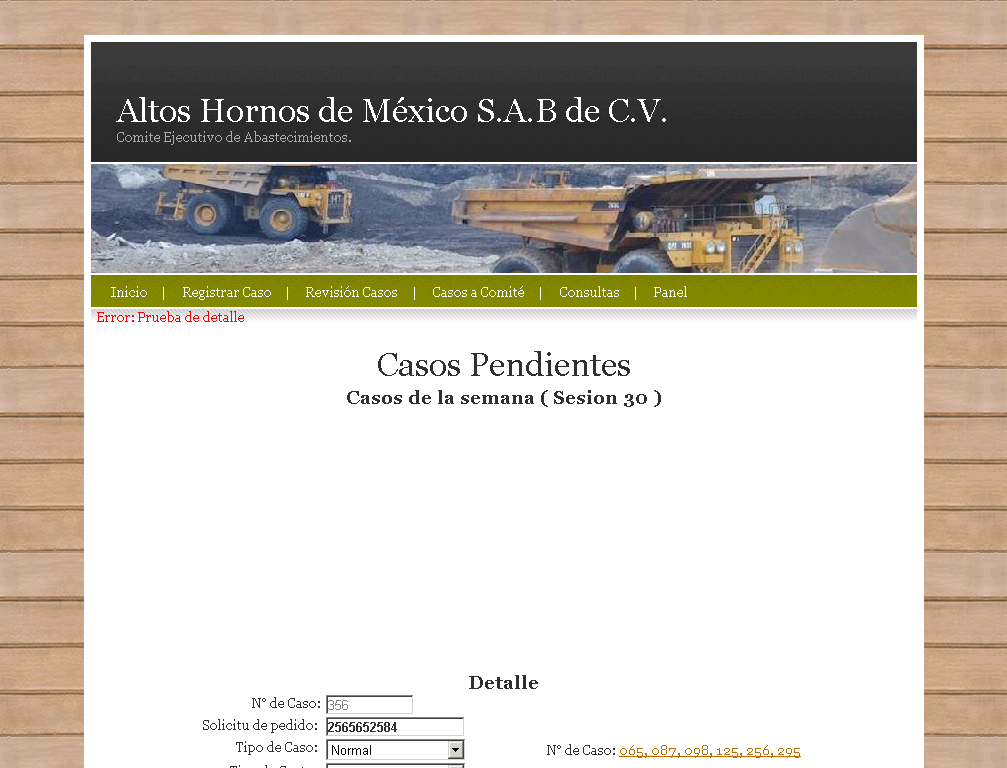 Altos Hornos de México S.A.B de C.V.
Comite Ejecutivo de Abastecimientos.
Inicio | Registrar Caso | Revisión Casos | Casos a Comité | Consultas | Panel
Error: Prueba de detalle
Casos Pendientes
Casos de la semana ( Sesion 30 )
Detalle
N° de Caso: 356
Solicitu de pedido: 2565652584
Tipo de Caso: Normal
N° de Caso: 065, 087, 098, 125, 256, 295